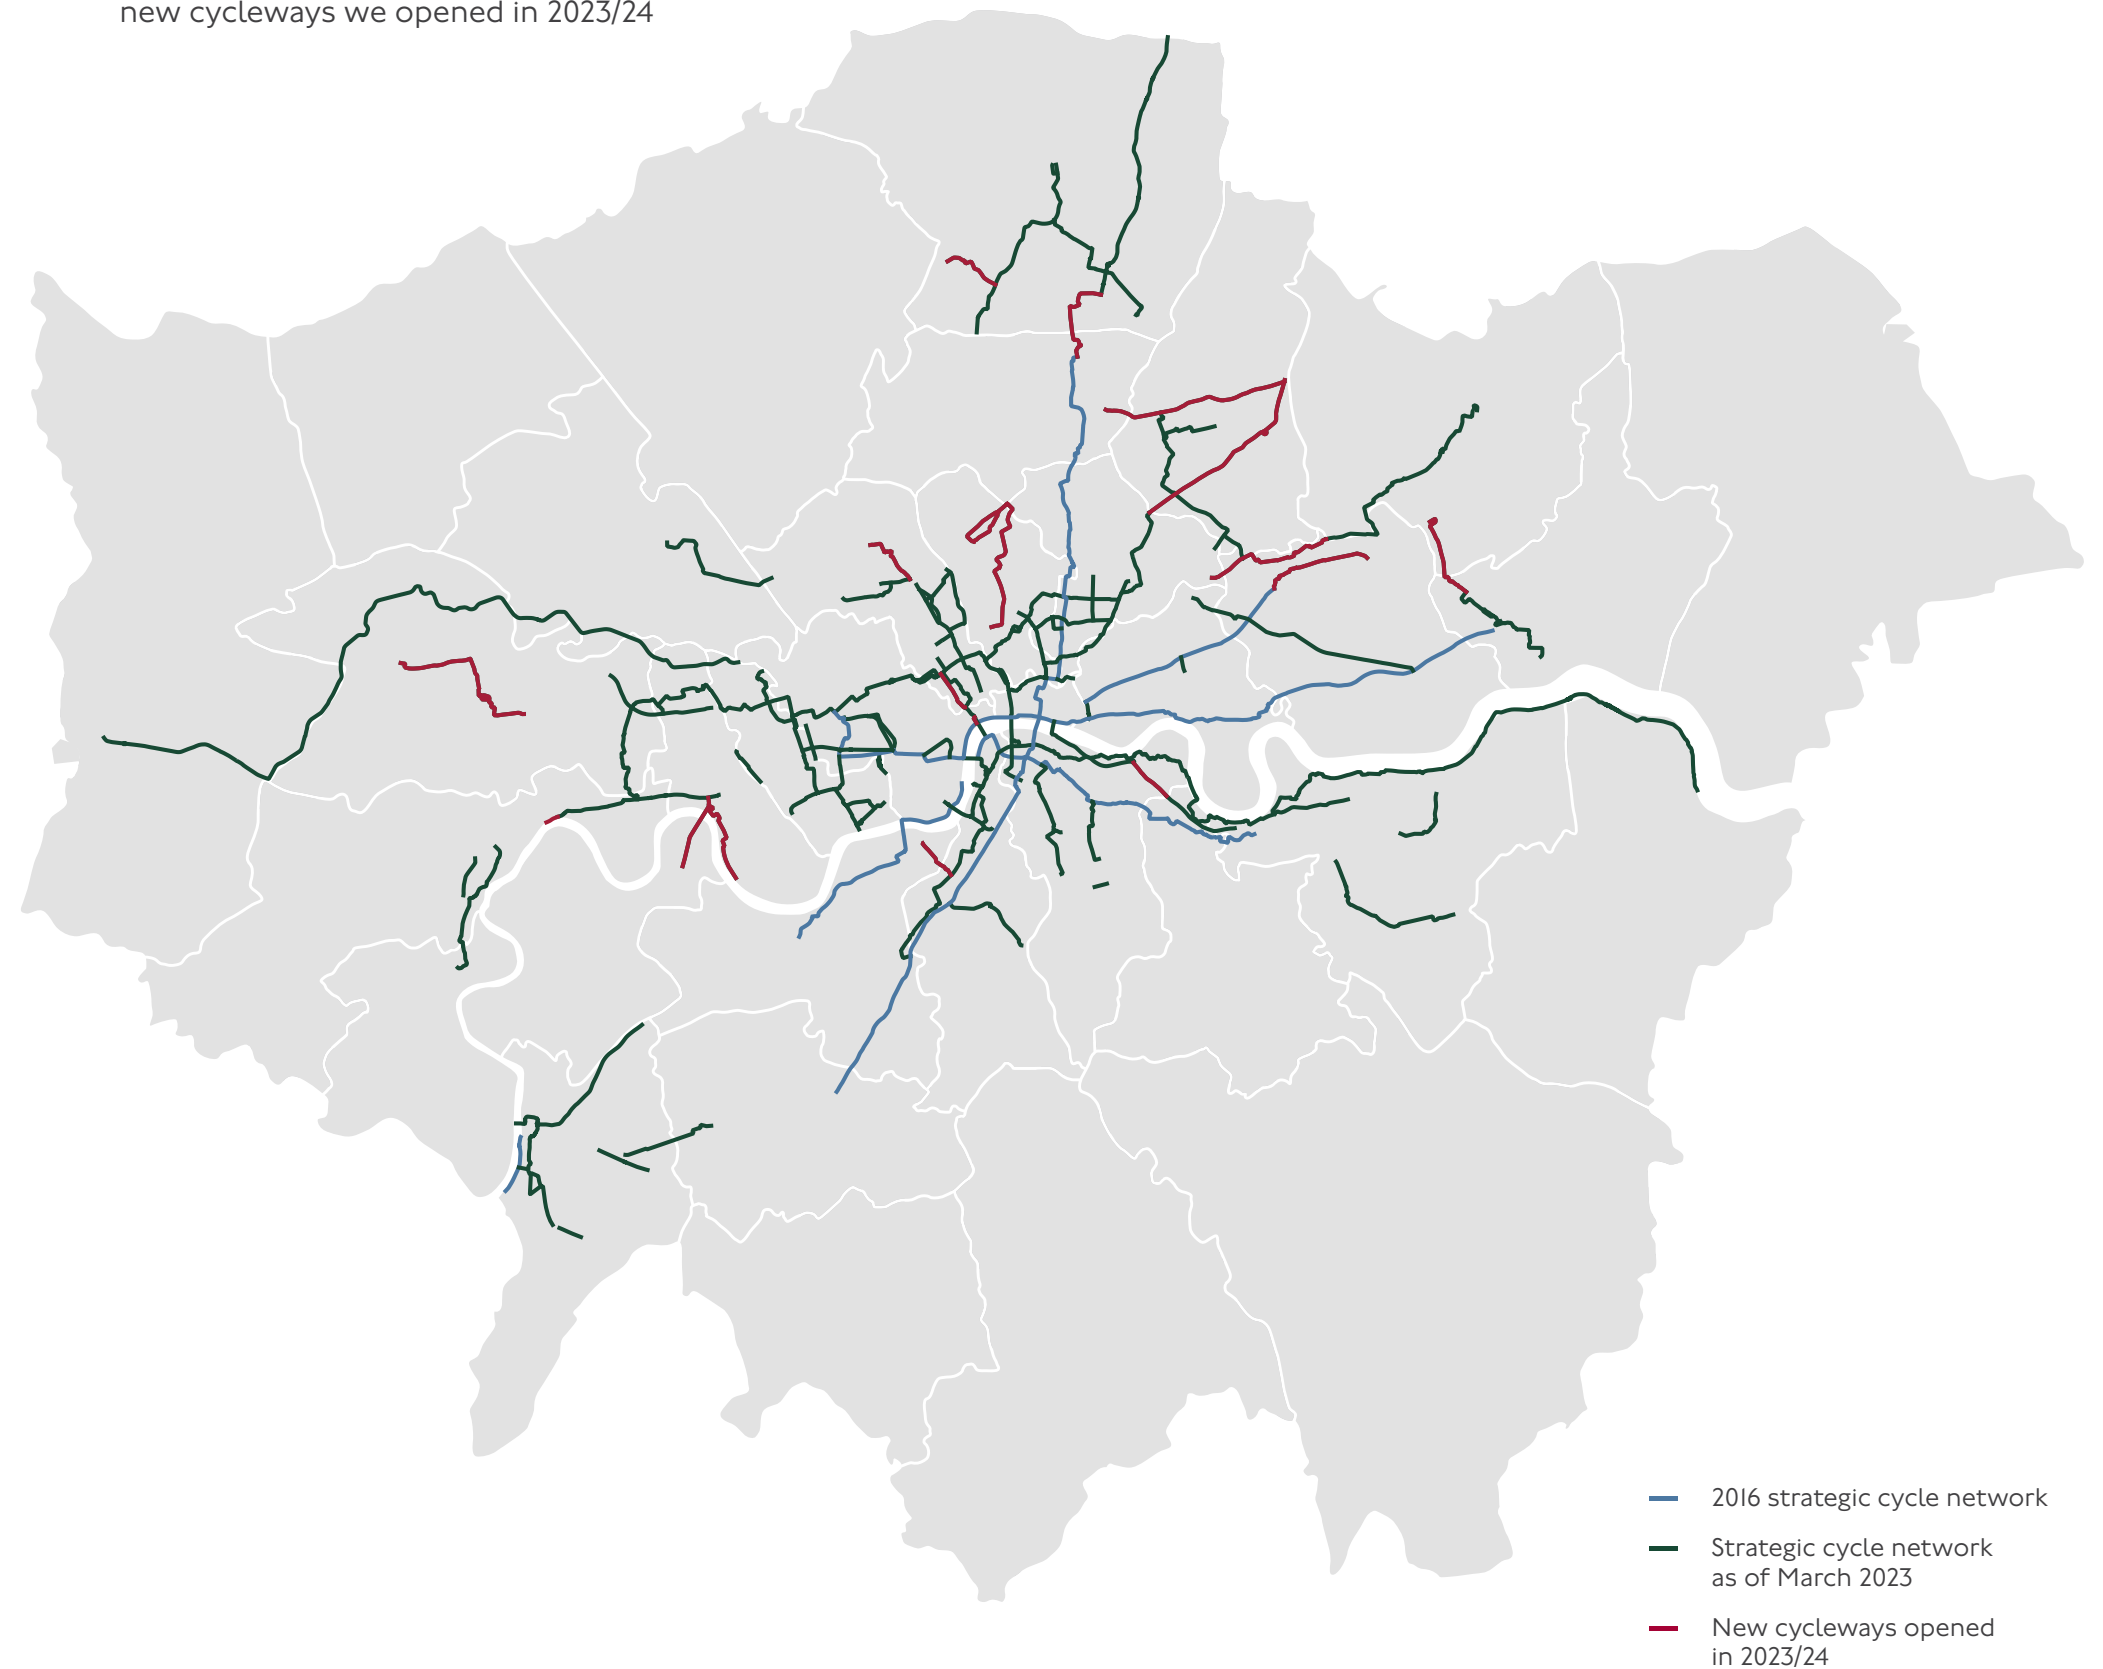 new cycleways we opened in 2023/24
2016 strategic cycle network
Strategic cycle network
as of March 2023
New cycleways opened
in 2023/24